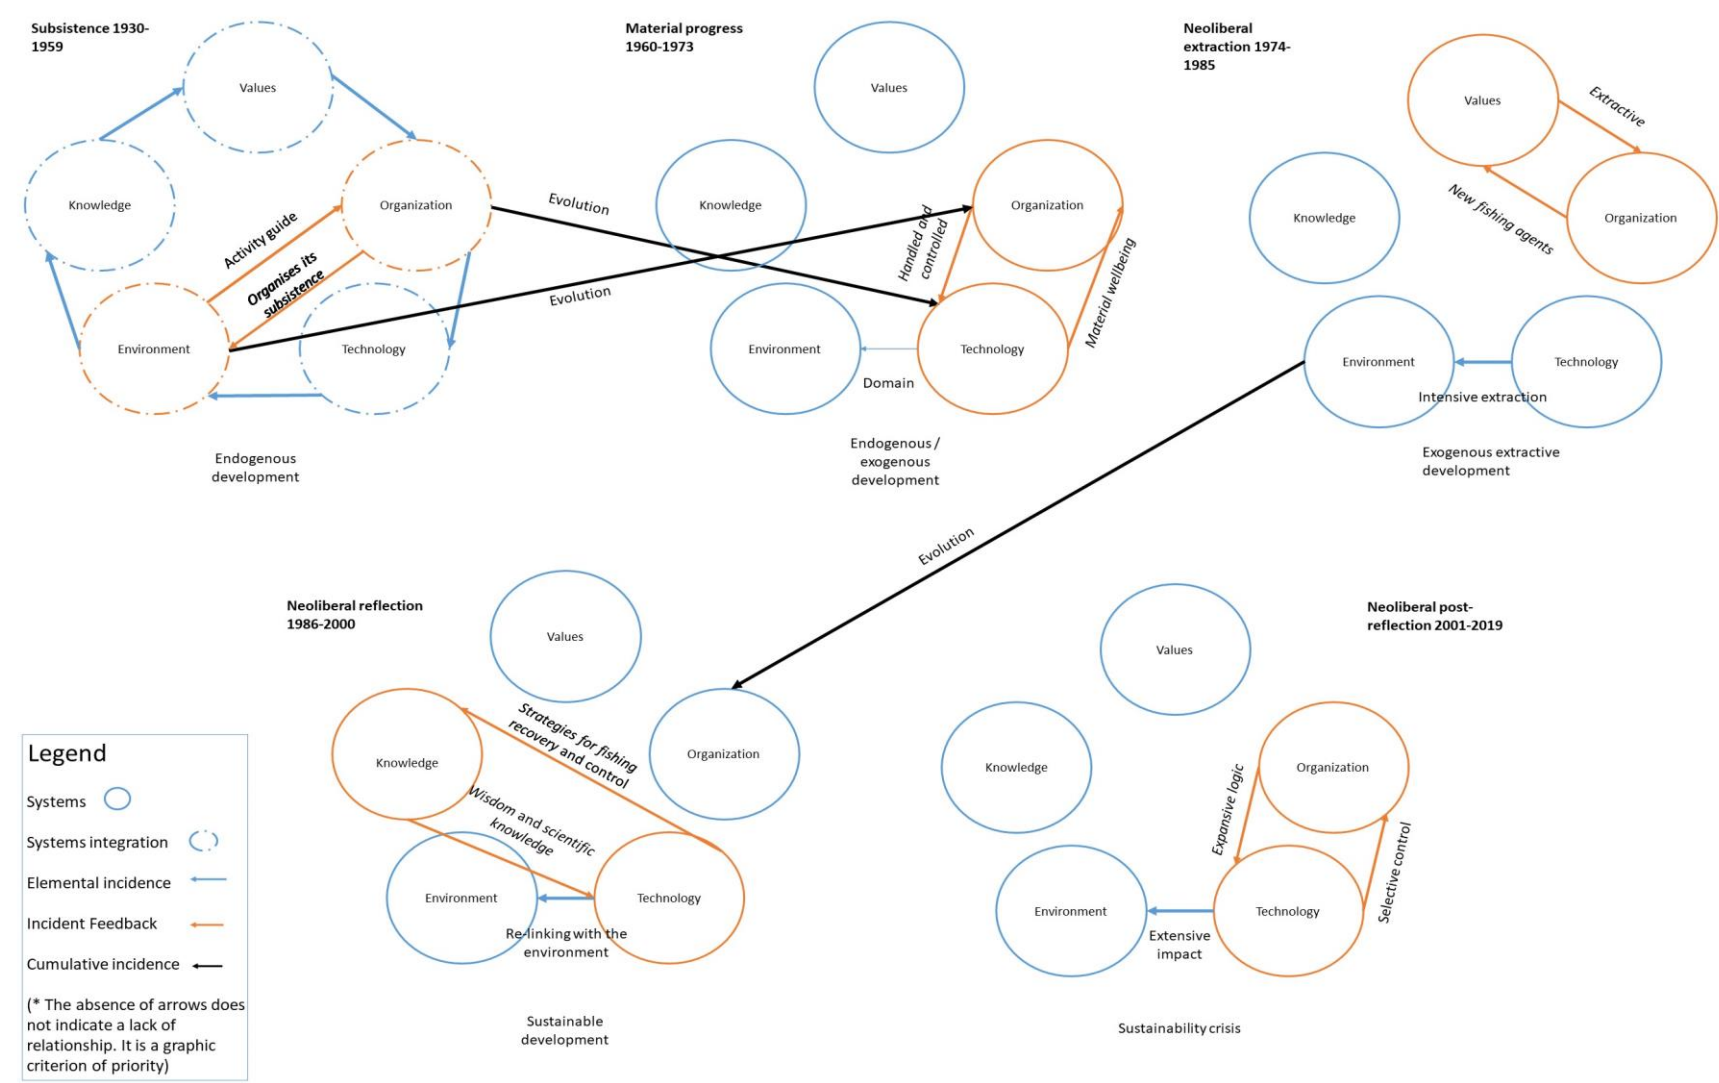 Subsistence 1930-
1959
Values
Knowledge
Organization
Activity guide
Organises its
subsistence
Environment
Technology
Endogenous
development
Evolution
Evolution
Material progress
1960-1973
Values
Knowledge
Organization
Handled and
controlled
Material wellbeing
Environment
Technology
Domain
Endogenous /
exogenous
development
Neoliberal
extraction 1974-
1985
Values
Extractive
Knowledge
New fishing agents
Organization
Environment
Technology
Intensive extraction
Exogenous extractive
development
Evolution
Neoliberal reflection
1986-2000
Values
Knowledge
Strategies for fishing
recovery and control
Organization
Wisdom and scientific
knowledge
Environment
Technology
Re-linking with the
environment
Sustainable
development
Neoliberal post-
reflection 2001-2019
Values
Knowledge
Organization
Expansive logic
Selective control
Environment
Technology
Extensive
impact
Sustainability crisis
Legend
Systems
Systems integration
Elemental incidence
Incident Feedback
Cumulative incidence
(* The absence of arrows does
not indicate a lack of
relationship. It is a graphic
criterion of priority)